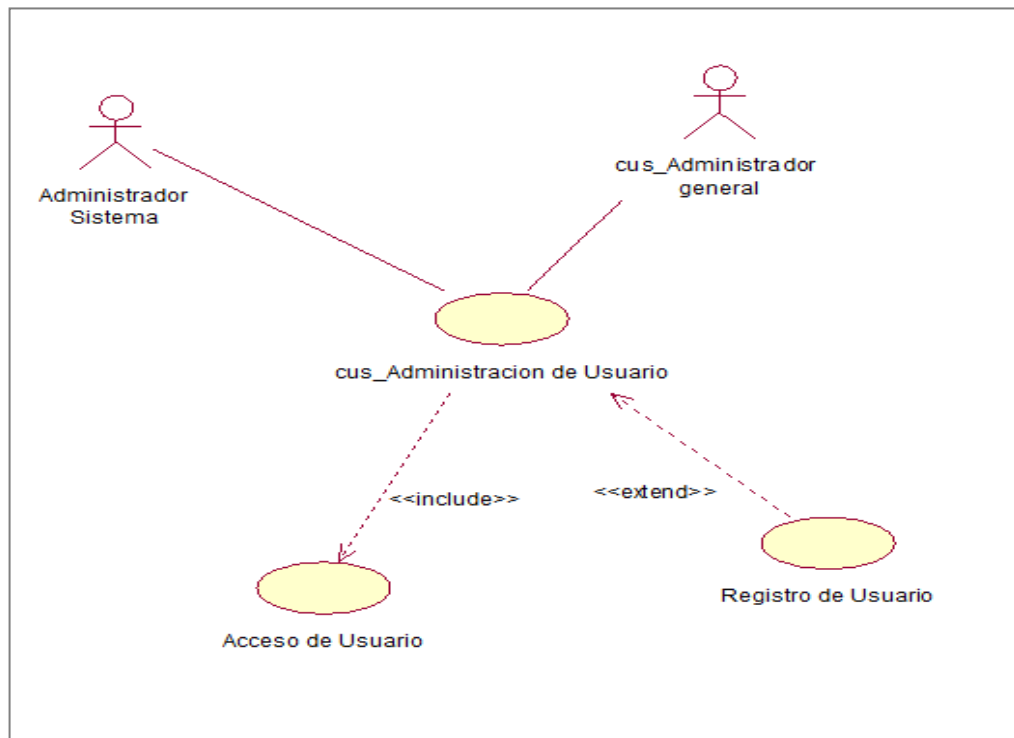 cus_Administrador
general
Administrador
Sistema
cus_Administracion de Usuario
<<include>>
<<extend>>
Registro de Usuario
Acceso de Usuario